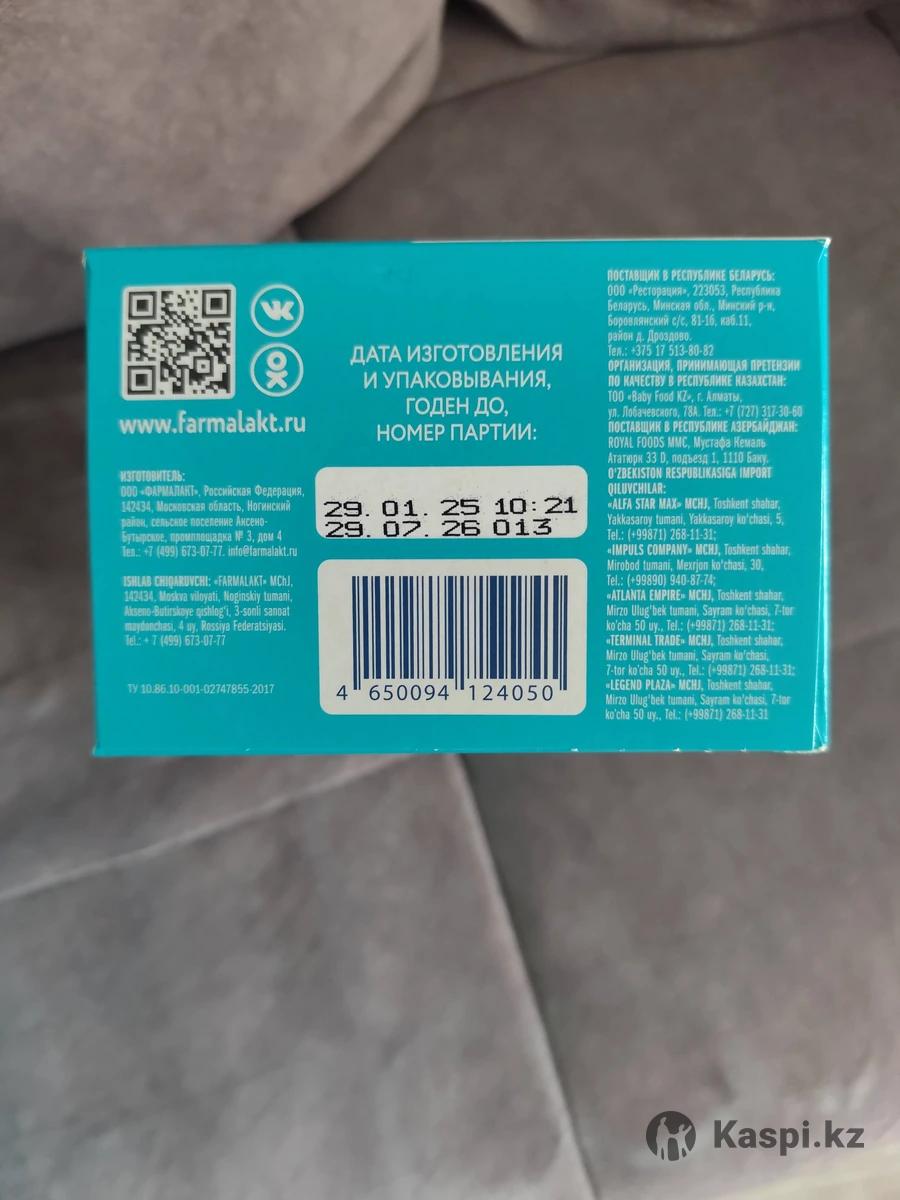 www.farmalakt.ru
ИЗГОТОВИТЕЛЬ:
ООО «ФАРМАЛАКТ», Российская Федерация,
142434, Московская область, Ногинский
район, сельское поселение Аксено-
Бутырское, промплощадка № 3, дом 4
Тел.: +7 (499) 673-07-77. info@farmalakt.ru
ISHLAB CHIQARUVCHI: «FARMALAKT» MChJ,
142434, Moskva viloyati, Noginskiy tumani,
Akseno-Butirskoye qishlog'i, 3-sonli sanoat
maydonchasi, 4 uy, Rossiya Federatsiyasi.
Tel.: + 7 (499) 673-07-77
ТУ 10.86.10-001-02747855-2017
ДАТА ИЗГОТОВЛЕНИЯ
И УПАКОВЫВАНИЯ,
ГОДЕН ДО,
НОМЕР ПАРТИИ:
29. 01. 25 10:21
29. 07. 26 013
4 650094 124050
ПОСТАВЩИК В РЕСПУБЛИКЕ БЕЛАРУСЬ:
ООО «Ресторация», 223053, Республика
Беларусь, Минская обл., Минский р-н,
Боровлянский с/с, 81-16, каб.11,
район д. Дроздово.
Тел.: +375 17 513-80-82
ОРГАНИЗАЦИЯ, ПРИНИМАЮЩАЯ ПРЕТЕНЗИИ
ПО КАЧЕСТВУ В РЕСПУБЛИКЕ КАЗАХСТАН:
ТОО «Baby Food KZ», г. Алматы,
ул. Лобачевского, 78А. Тел.: +7 (727) 317-30-60
ПОСТАВЩИК В РЕСПУБЛИКЕ АЗЕРБАЙДЖАН:
ROYAL FOODS MMC, Мустафа Кемаль
Ататюрк 33 D, подъезд 1, 1110 Баку.
O'ZBEKISTON RESPUBLIKASIGA IMPORT
QILUVCHILAR:
«ALFA STAR MAX» MCHJ, Toshkent shahar,
Yakkasaroy tumani, Yakkasaroy ko'chasi, 5,
Tel.: (+99871) 268-11-31;
«IMPULS COMPANY» MCHJ, Toshkent shahar,
Mirobod tumani, Mexrjon ko'chasi, 30,
Tel.: (+99890) 940-87-74;
«ATLANTA EMPIRE» MCHJ, Toshkent shahar,
Mirzo Ulug'bek tumani, Sayram ko'chasi, 7-tor
ko'cha 50 uy., Tel.: (+99871) 268-11-31;
«TERMINAL TRADE» MCHJ, Toshkent shahar,
Mirzo Ulug'bek tumani, Sayram ko'chasi,
7-tor ko'cha 50 uy., Tel.: (+99871) 268-11-31;
«LEGEND PLAZA» MCHJ, Toshkent shahar,
Mirzo Ulug'bek tumani, Sayram ko'chasi, 7-tor
ko'cha 50 uy., Tel.: (+99871) 268-11-31
Kaspi.kz